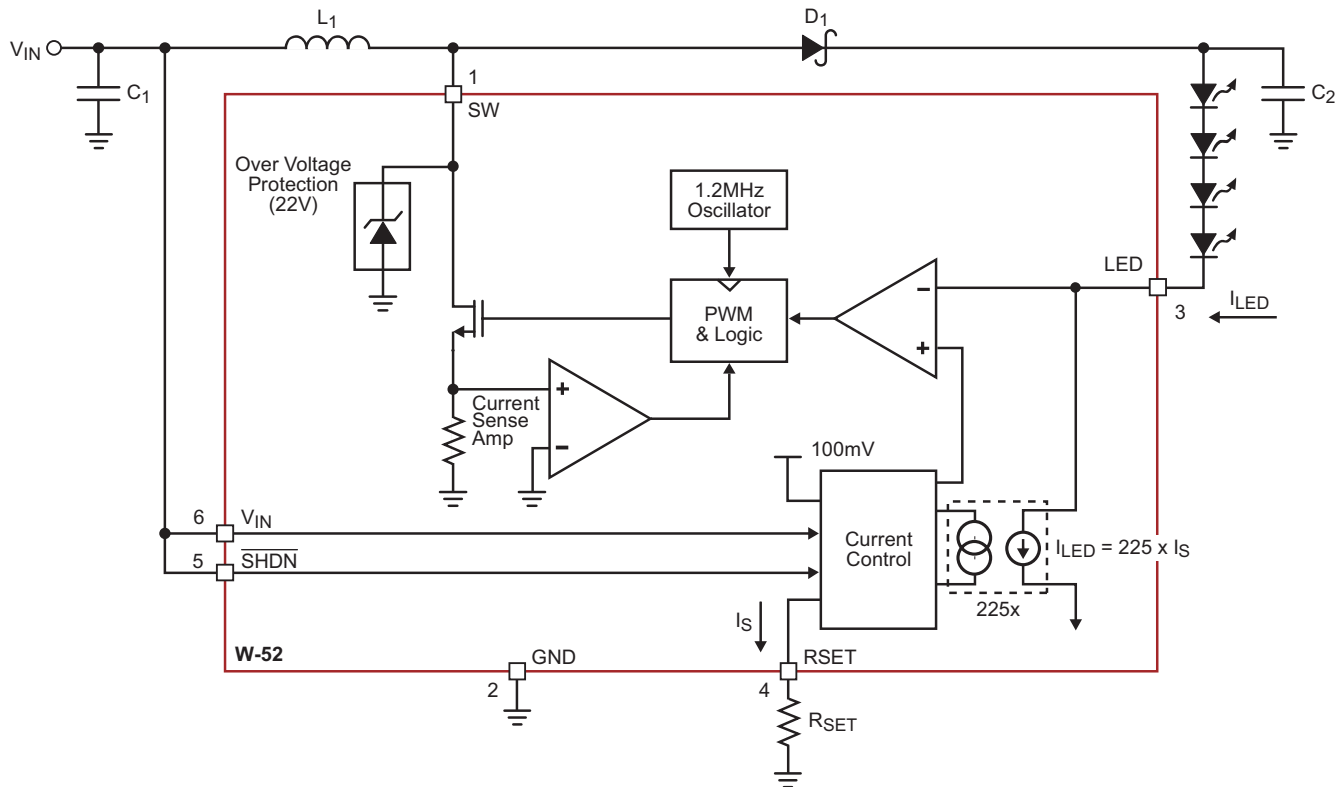 L1
D1
VIN
C1
1
SW
C2
Over Voltage
Protection
(22V)
1.2MHz
Oscillator
LED
3
ILED
PWM
& Logic
−
+
+
−
Current
Sense
Amp
100mV
6
VIN
5
SHDN
Current
Control
ILED = 225 x IS
225x
IS
W-52
GND
2
RSET
4
RSET